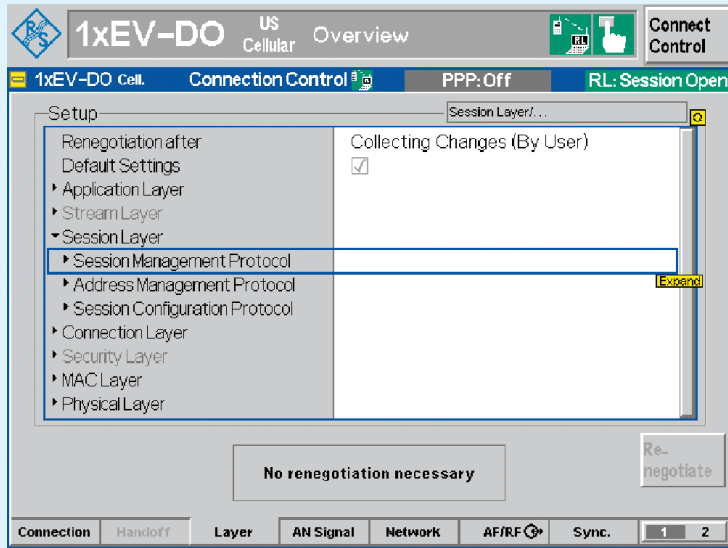 R&S
1xEV-DO US Cellular Overview
RL
Connect Control
1xEV-DO Cell. Connection Control PPP:Off RL:Session Open
Setup
Session Layer/...
Renegotiation after Collecting Changes (By User)
Default Settings
Application Layer
Stream Layer
Session Layer
Session Management Protocol
Expand
Address Management Protocol
Session Configuration Protocol
Connection Layer
Security Layer
MAC Layer
Physical Layer
No renegotiation necessary
Re-
negotiate
Connection Handoff Layer AN Signal Network AF/RF Sync. 1 2